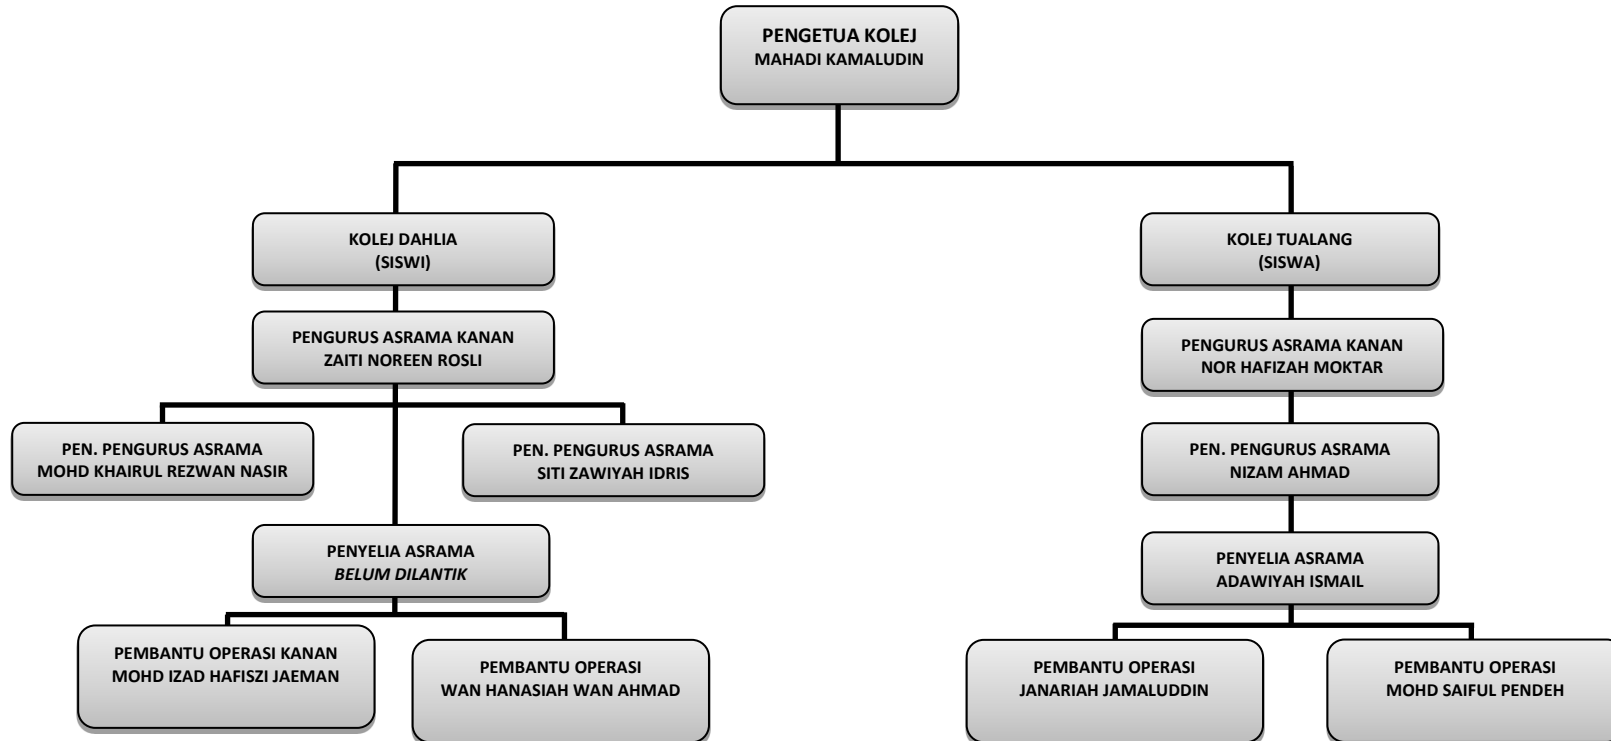 PENGETUA KOLEJ
MAHADI KAMALUDIN
KOLEJ DAHLIA
(SISWI)
KOLEJ TUALANG
(SISWA)
PENGURUS ASRAMA KANAN
ZAITI NOREEN ROSLI
PENGURUS ASRAMA KANAN
NOR HAFIZAH MOKTAR
PEN. PENGURUS ASRAMA
MOHD KHAIRUL REZWAN NASIR
PEN. PENGURUS ASRAMA
SITI ZAWIYAH IDRIS
PEN. PENGURUS ASRAMA
NIZAM AHMAD
PENYELIA ASRAMA
BELUM DILANTIK
PENYELIA ASRAMA
ADAWIYAH ISMAIL
PEMBANTU OPERASI KANAN
MOHD IZAD HAFISZI JAEMAN
PEMBANTU OPERASI
WAN HANASIAH WAN AHMAD
PEMBANTU OPERASI
JANARIAH JAMALUDDIN
PEMBANTU OPERASI
MOHD SAIFUL PENDEH